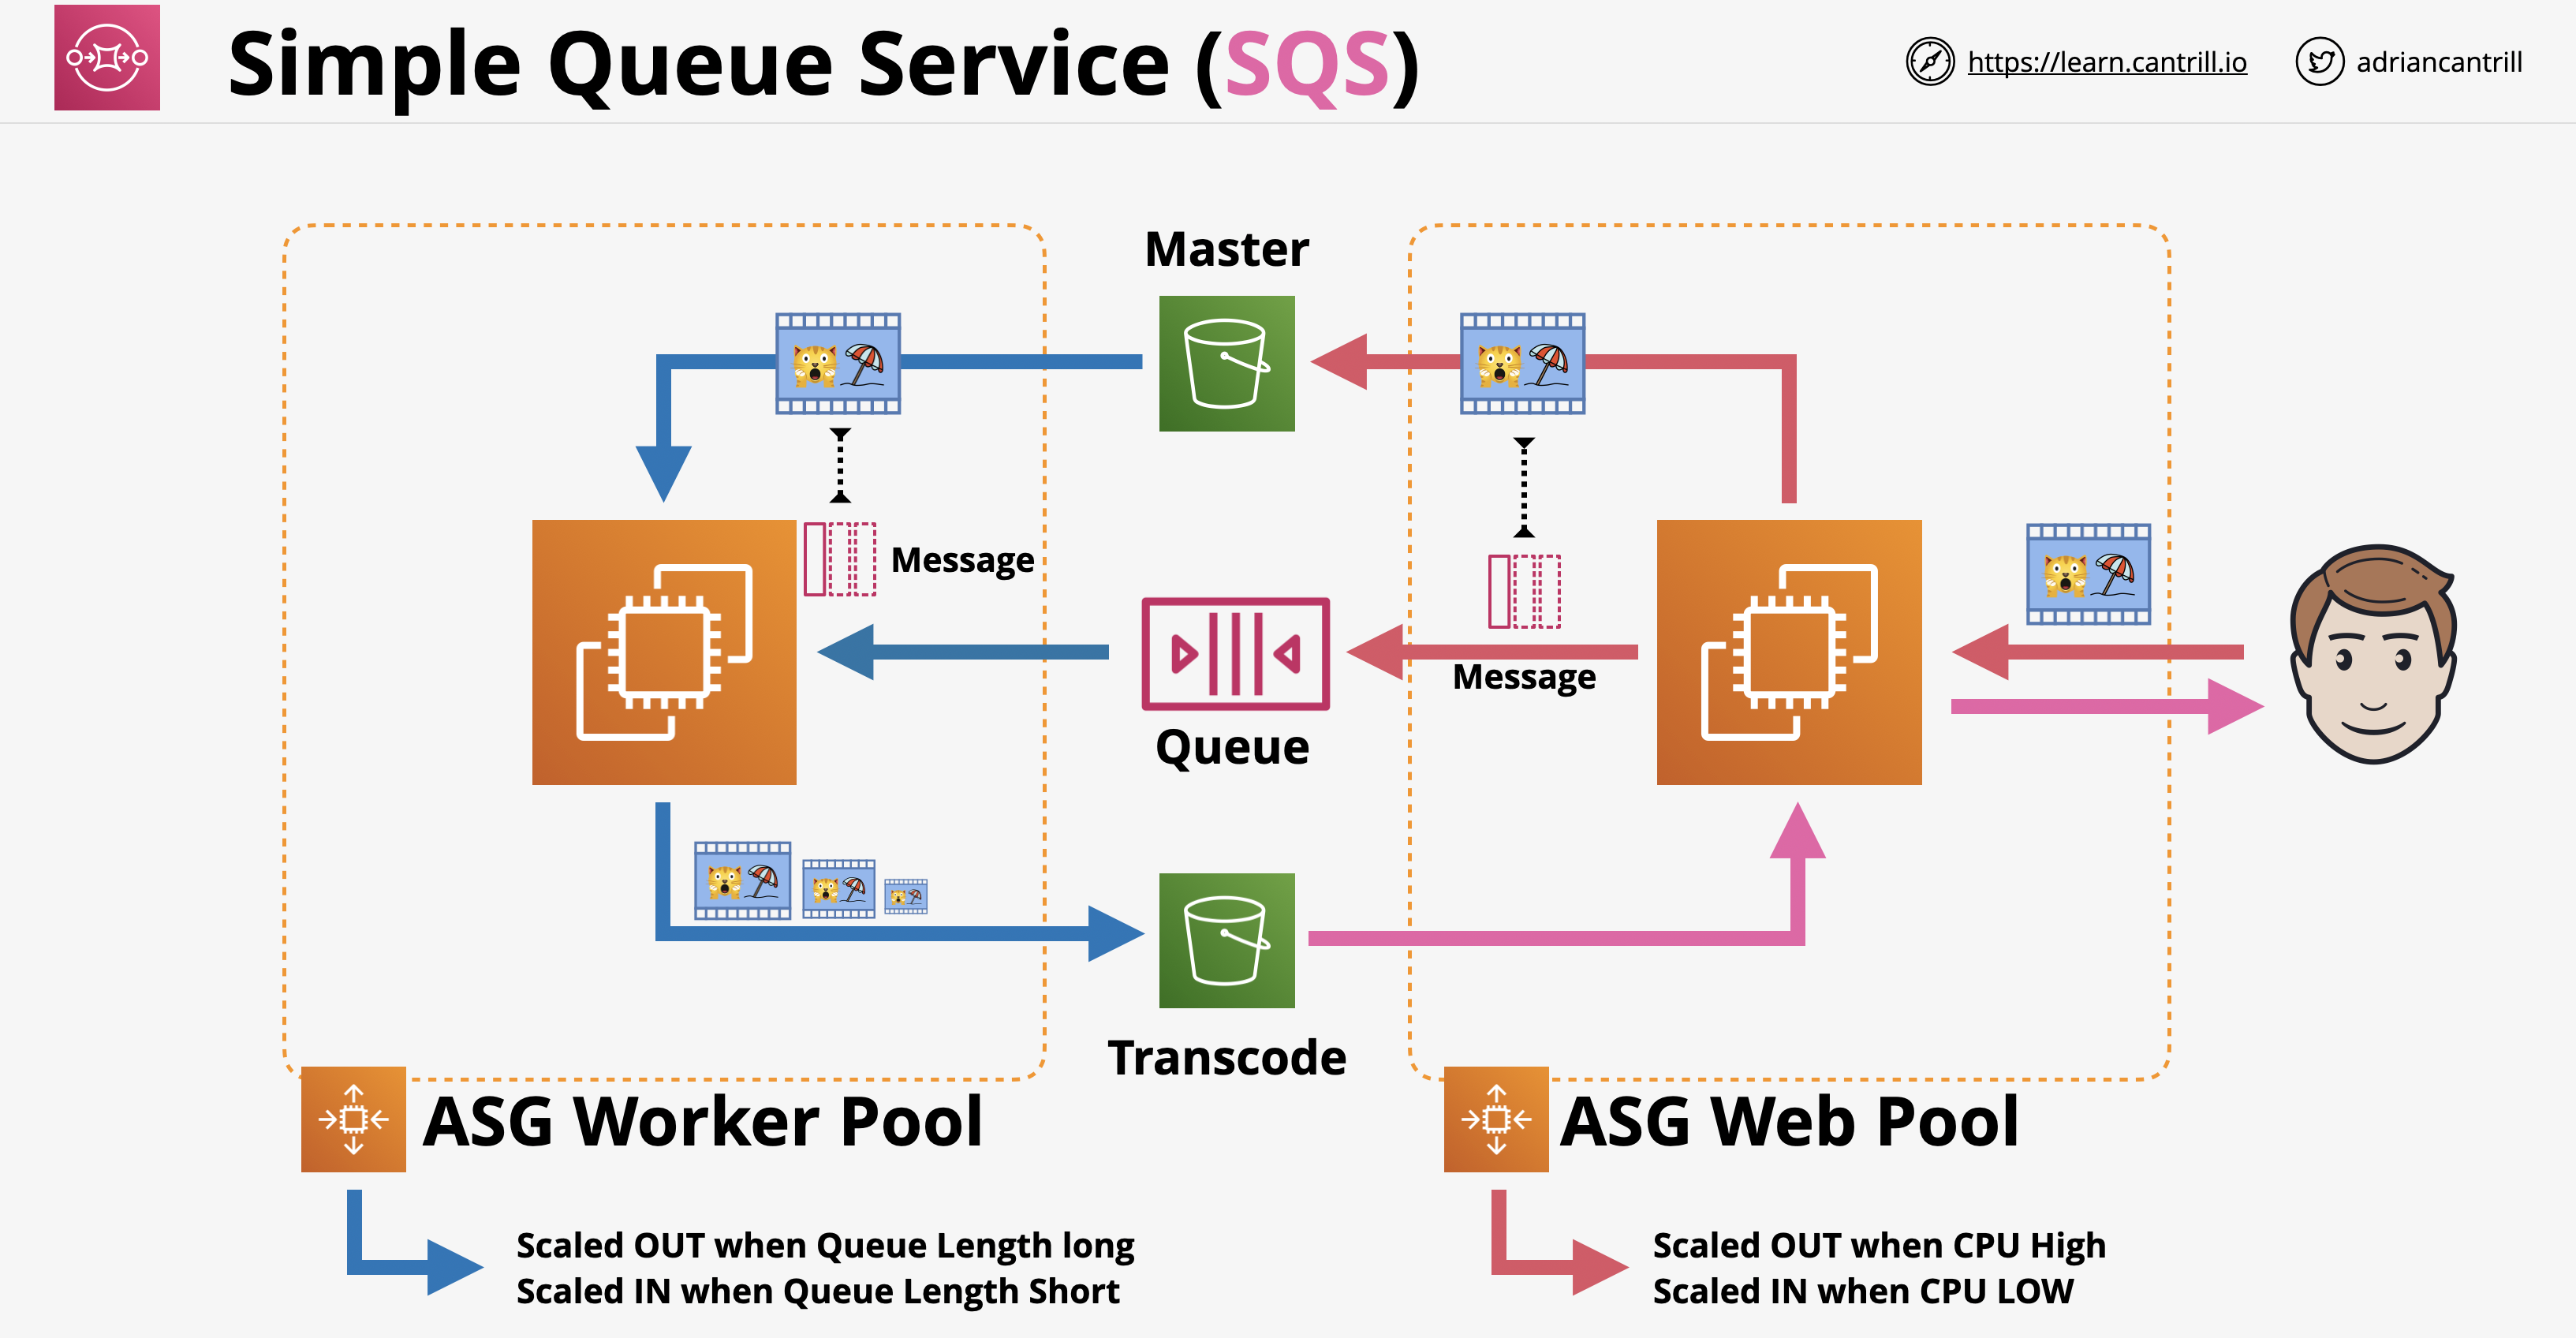 Simple Queue Service (SQS)
https://learn.cantrill.io
adriancantrill
Master
Message
Message
Queue
Transcode
ASG Worker Pool
ASG Web Pool
Scaled OUT when Queue Length long
Scaled IN when Queue Length Short
Scaled OUT when CPU High
Scaled IN when CPU LOW